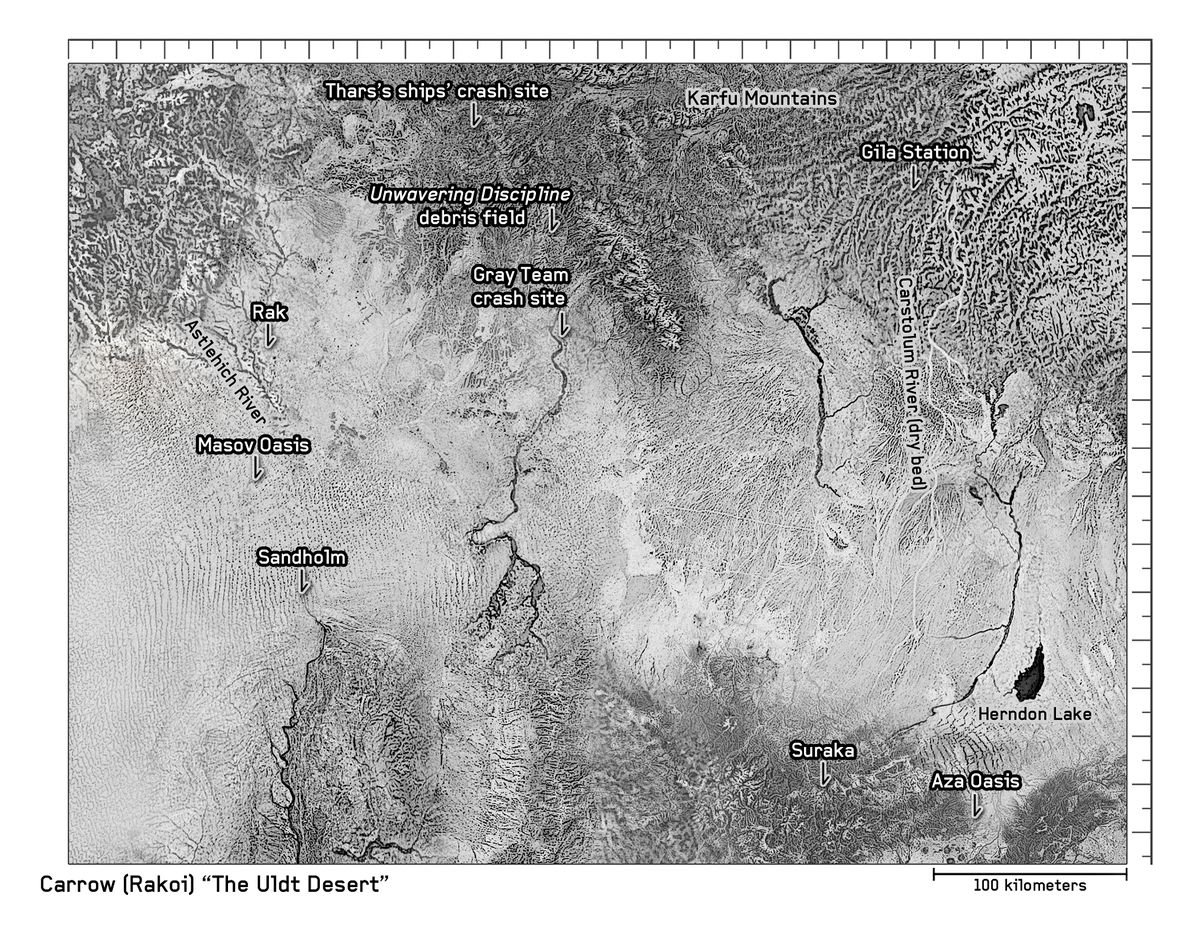 Thars's ships' crash site
Karfu Mountains
Gila Station
Unwavering Discipline
debris field
Gray Team
crash site
Rak
Astlehich River
Carstolum River (dry bed)
Masov Oasis
Sandholm
Herndon Lake
Suraka
Aza Oasis
Carrow (Rakoi) “The Uldt Desert”
100 kilometers